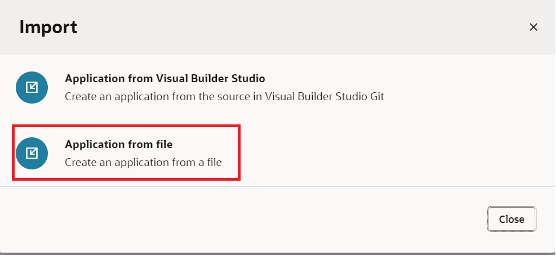 Import
Application from Visual Builder Studio
Create an application from the source in Visual Builder Studio Git
Application from file
Create an application from a file
Close